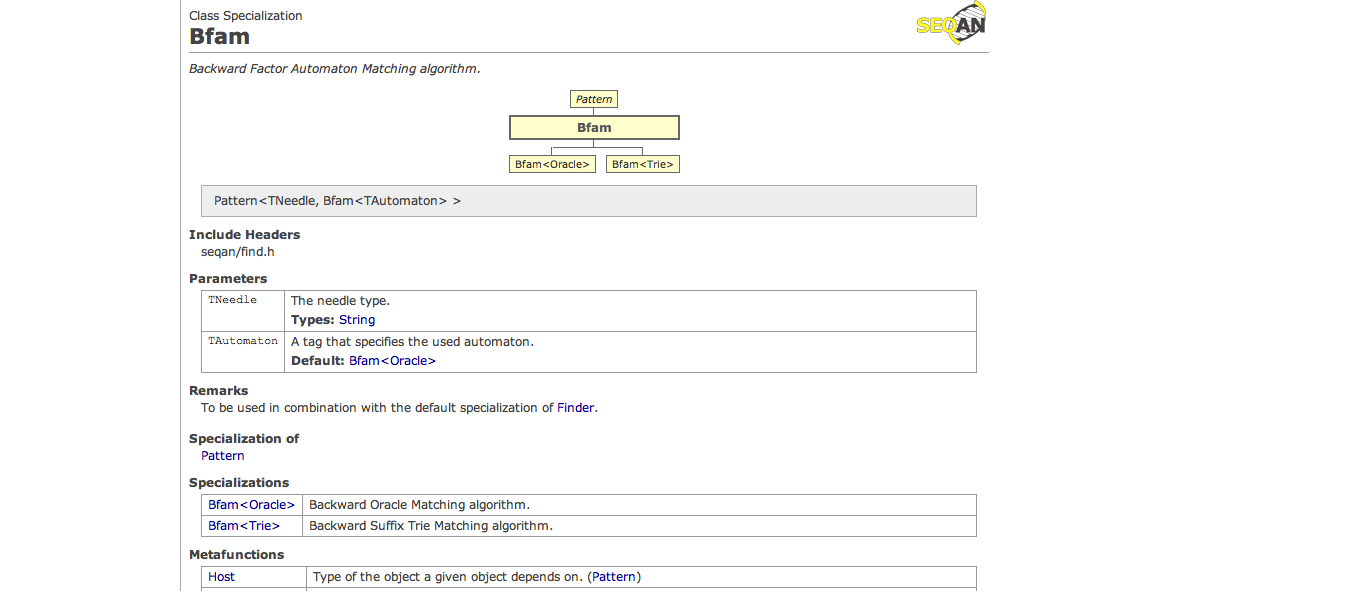 Class Specialization
Bfam
SEQAN
Backward Factor Automaton Matching algorithm.
Pattern
Bfam
Bfam<Oracle> Bfam<Trie>
Pattern<TNeedle, Bfam<TAutomaton> >
Include Headers
seqan/find.h
Parameters
TNeedle The needle type.
Types: String
TAutomaton A tag that specifies the used automaton.
Default: Bfam<Oracle>
Remarks
To be used in combination with the default specialization of Finder.
Specialization of
Pattern
Specializations
Bfam<Oracle> Backward Oracle Matching algorithm.
Bfam<Trie> Backward Suffix Trie Matching algorithm.
Metafunctions
Host Type of the object a given object depends on. (Pattern)